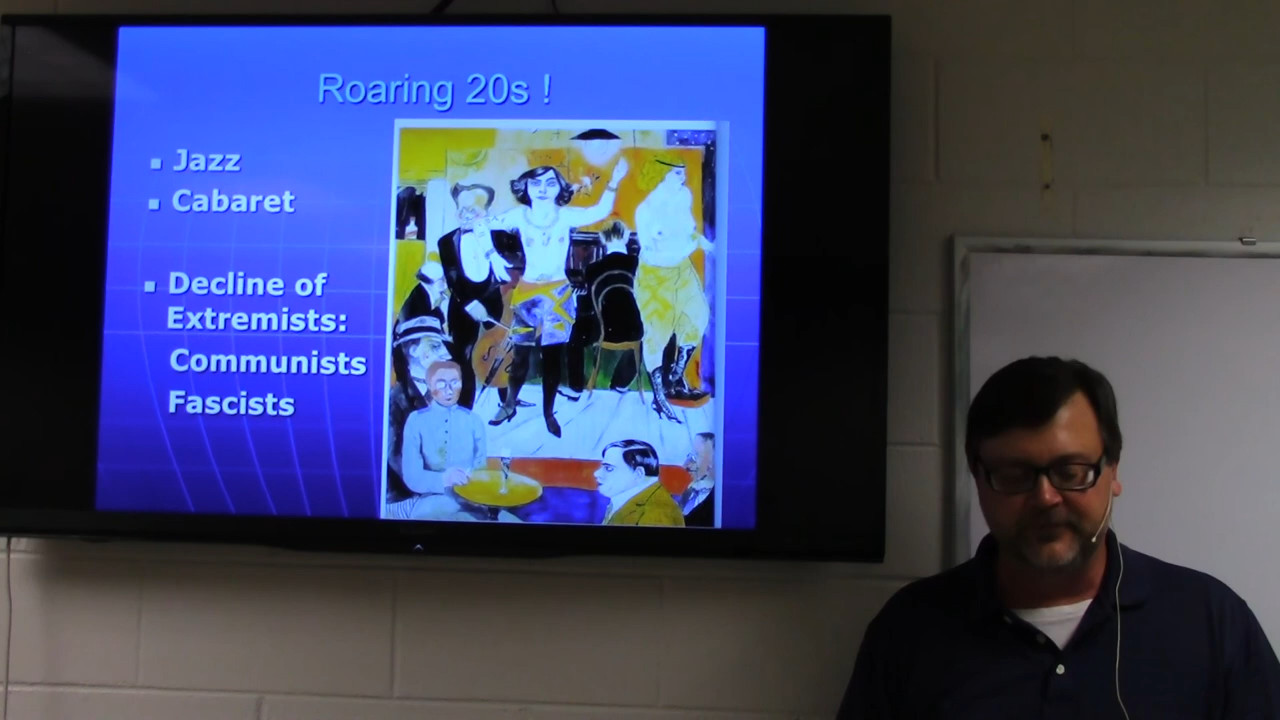 Roaring 20s !
▪ Jazz
▪ Cabaret
▪ Decline of
Extremists:
Communists
Fascists